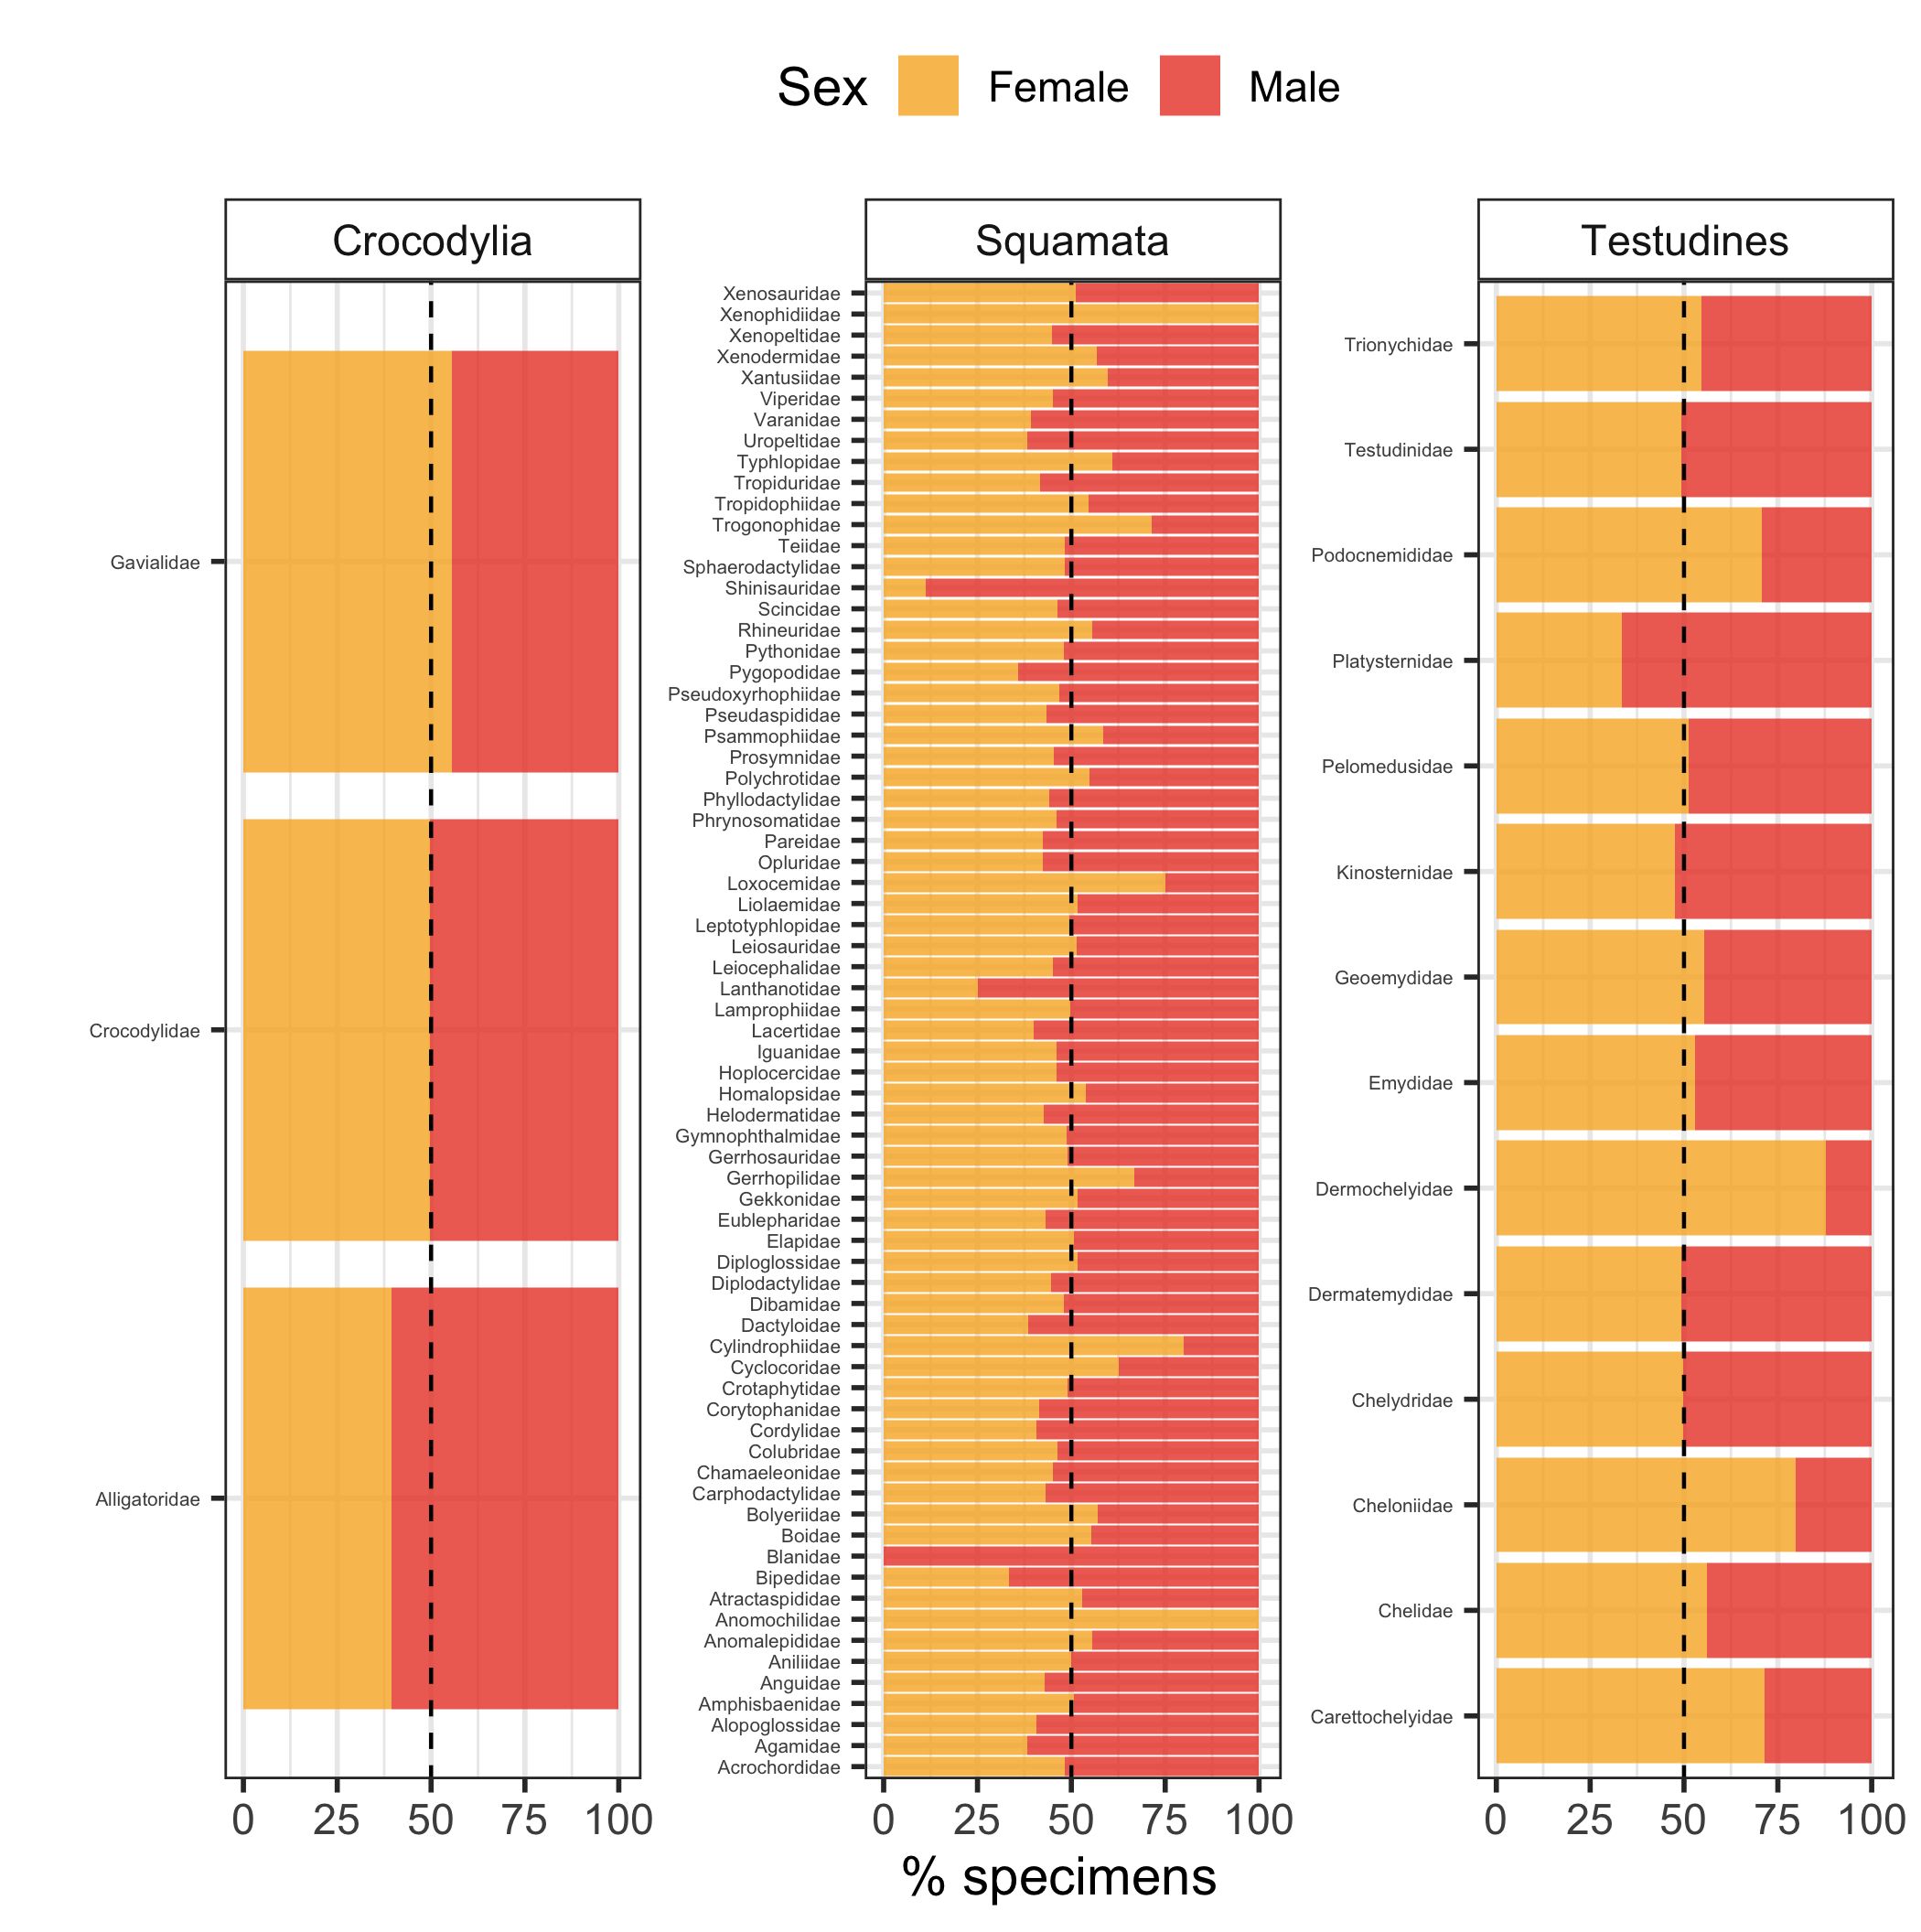 Sex Female Male
Crocodylia
Gavialidae
Crocodylidae
Alligatoridae
0 25 50 75 100
Squamata
Xenosauridae
Xenophidiidae
Xenopeltidae
Xenodermidae
Xantusiidae
Viperidae
Varanidae
Uropeltidae
Typhlopidae
Tropiduridae
Tropidophiidae
Trogonophidae
Teiidae
Sphaerodactylidae
Shinisauridae
Scincidae
Rhineuridae
Pythonidae
Pygopodidae
Pseudoxyrhophiidae
Pseudaspididae
Psammophiidae
Prosymnidae
Polychrotidae
Phyllodactylidae
Phrynosomatidae
Pareidae
Opluridae
Loxocemidae
Liolaemidae
Leptotyphlopidae
Leiosauridae
Leiocephalidae
Lanthanotidae
Lamprophiidae
Lacertidae
Iguanidae
Hoplocercidae
Homalopsidae
Helodermatidae
Gymnophthalmidae
Gerrhosauridae
Gerrhopilidae
Gekkonidae
Eublepharidae
Elapidae
Diploglossidae
Diplodactylidae
Dibamidae
Dactyloidae
Cylindrophiidae
Cyclocoridae
Crotaphytidae
Corytophanidae
Cordylidae
Colubridae
Chamaeleonidae
Carphodactylidae
Bolyeriidae
Boidae
Blanidae
Bipedidae
Atractaspididae
Anomochilidae
Anomalepididae
Aniliidae
Anguidae
Amphisbaenidae
Alopoglossidae
Agamidae
Acrochordidae
0 25 50 75 100
Testudines
Trionychidae
Testudinidae
Podocnemididae
Platysternidae
Pelomedusidae
Kinosternidae
Geoemydidae
Emydidae
Dermochelyidae
Dermatemydidae
Chelydridae
Cheloniidae
Chelidae
Carettochelyidae
0 25 50 75 100
% specimens